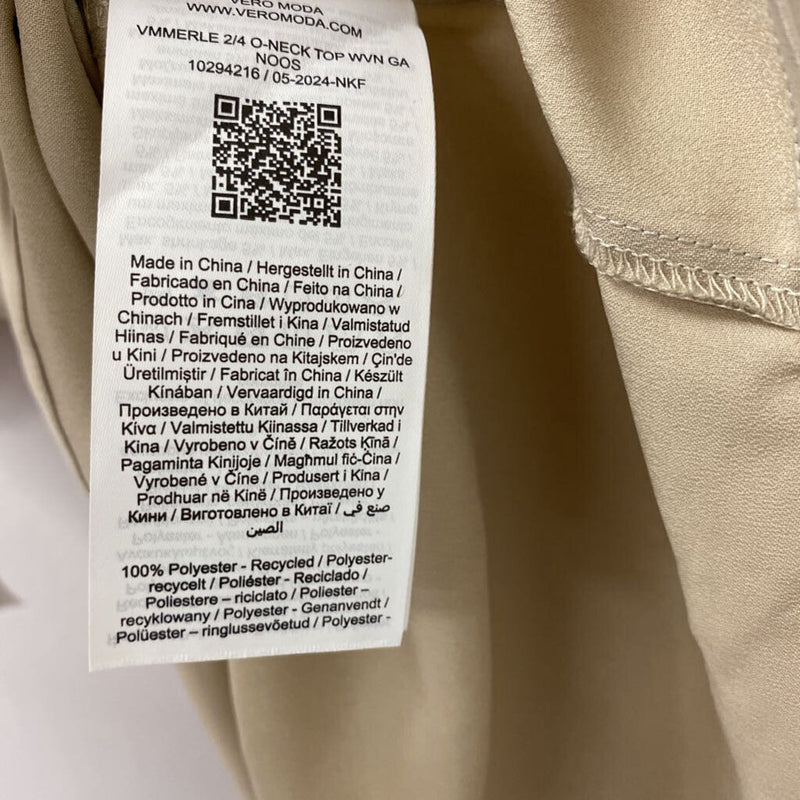 VERO MODA
WWW.VEROMODA.COM
VMMERLE 2/4 O-NECK TOP WVN GA
NOOS
10294216 / 05-2024-NKF
Made in China / Hergestellt in China /
Fabricado en China / Feito na China /
Prodotto in Cina / Wyprodukowano w
Chinach / Fremstillet i Kina / Valmistatud
Hiinas / Fabriqué en Chine / Proizvedeno
u Kini / Proizvedeno na Kitajskem / Çin'de
Üretilmiştir / Fabricat în China / Készült
Kínában / Vervaardigd in China /
Произведено в Китай / Παράγεται στην
Κίνα / Valmistettu Kiinassa / Tillverkad i
Kina / Vyrobeno v Číně / Ražots Ķīnā /
Pagaminta Kinijoje / Magħmul fiċ-Ċina /
Vyrobené v Číne / Produsert i Kina /
Prodhuar në Kinë / Произведено у
Кини / Виготовлено в Китаї / صنع في
الصين
100% Polyester - Recycled / Polyester-
recycelt / Poliéster - Reciclado /
Poliestere – riciclato / Poliester –
recyklowany / Polyester - Genanvendt /
Polüester – ringlussevõetud / Polyester -